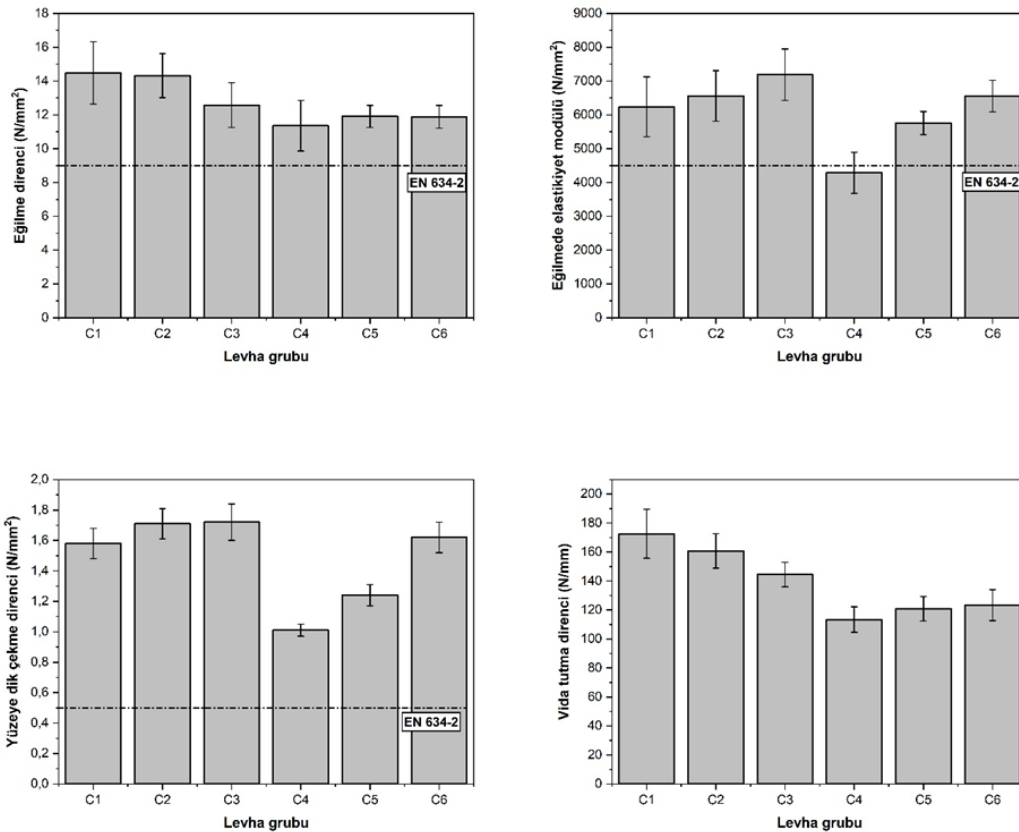 Eğilme direnci (N/mm²)
18
16
14
12
10
8
6
4
2
0
EN 634-2
C1 C2 C3 C4 C5 C6
Levha grubu
Eğilmede elastikiyet modülü (N/mm²)
9000
8000
7000
6000
5000
4000
3000
2000
1000
0
EN 634-2
C1 C2 C3 C4 C5 C6
Levha grubu
Yüzeye dik çekme direnci (N/mm²)
2,0
1,8
1,6
1,4
1,2
1,0
0,8
0,6
0,4
0,2
0,0
EN 634-2
C1 C2 C3 C4 C5 C6
Levha grubu
Vida tutma direnci (N/mm)
200
180
160
140
120
100
80
60
40
20
0
C1 C2 C3 C4 C5 C6
Levha grubu